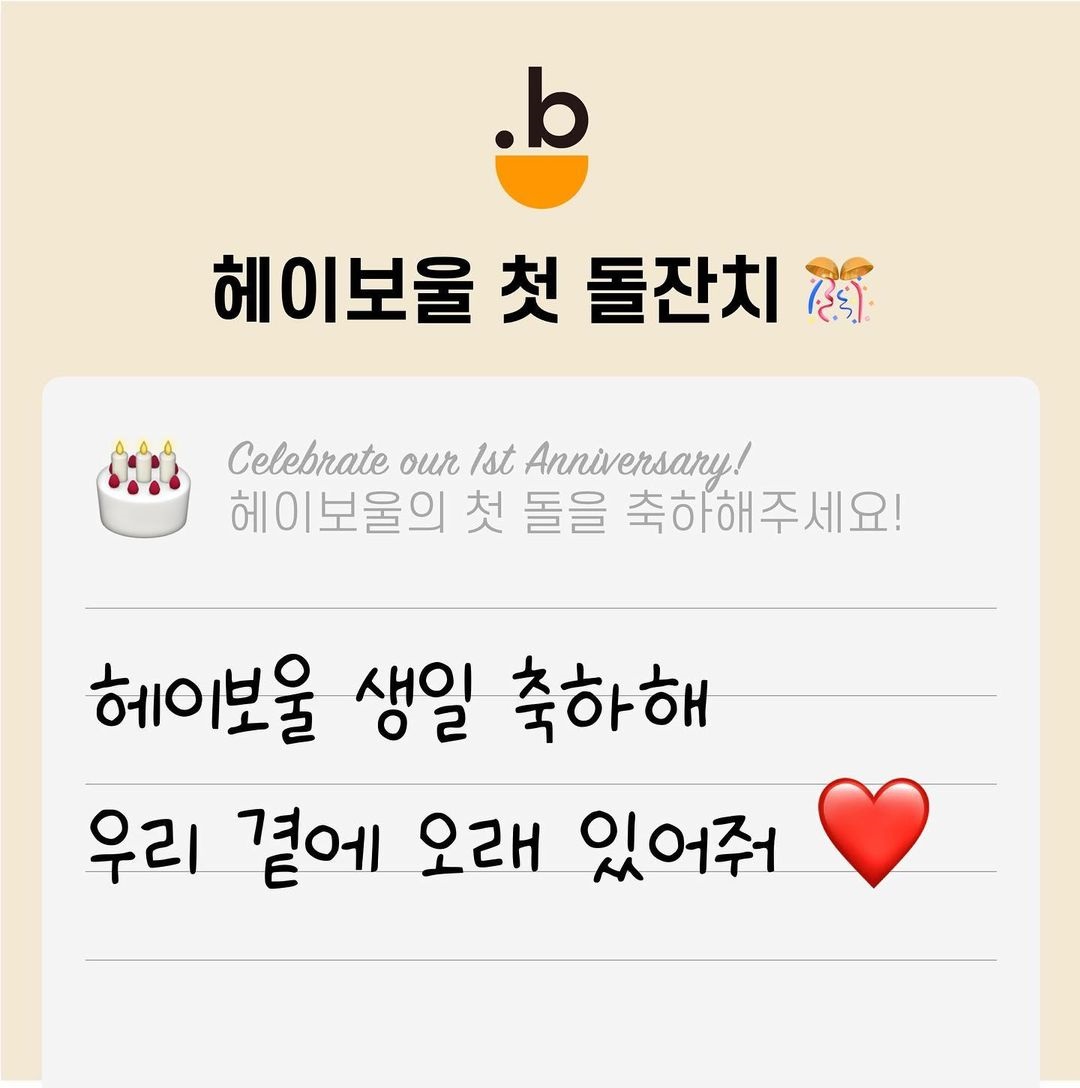 .b
헤이보울 첫 돌잔치 🎊
Celebrate our 1st Anniversary!
헤이보울의 첫 돌을 축하해주세요!
헤이보울 생일 축하해
우리 곁에 오래 있어줘 ❤️